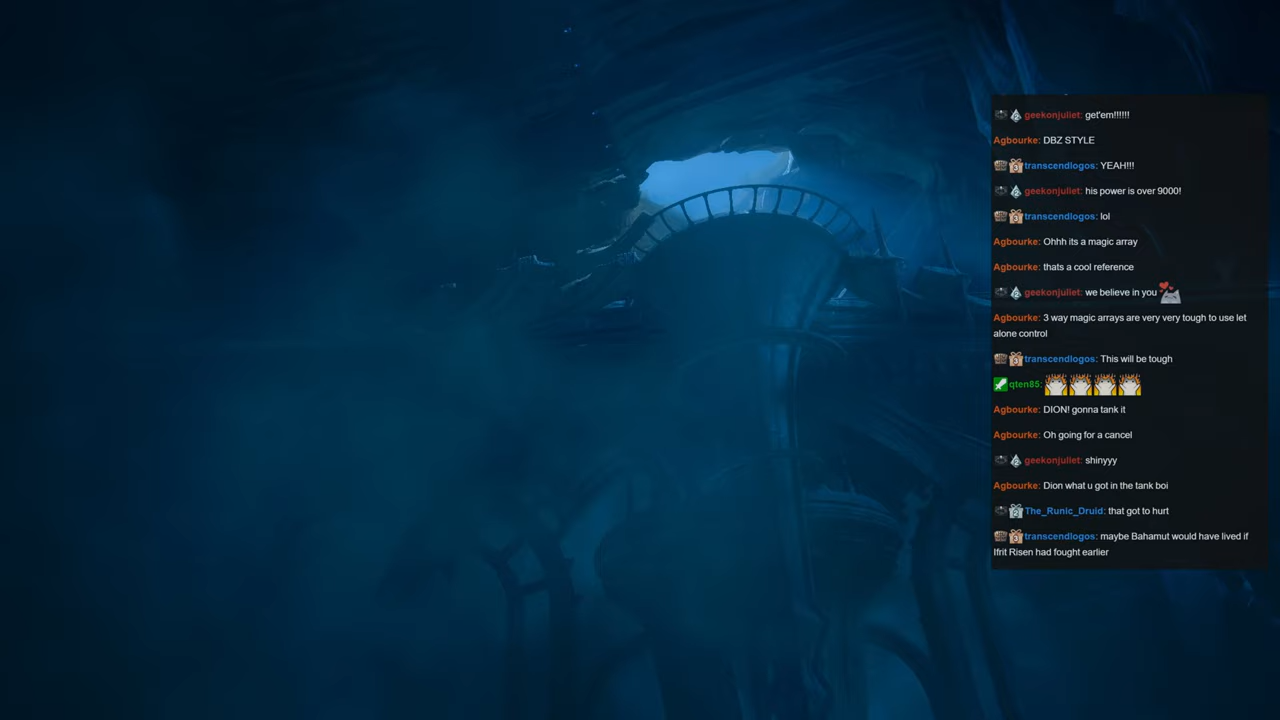 geekonjuliet: get'em!!!!!!
Agbourke: DBZ STYLE
transcendlogos: YEAH!!!
geekonjuliet: his power is over 9000!
transcendlogos: lol
Agbourke: Ohhh its a magic array
Agbourke: thats a cool reference
geekonjuliet: we believe in you
Agbourke: 3 way magic arrays are very very tough to use let
alone control
transcendlogos: This will be tough
qten85:
Agbourke: DION! gonna tank it
Agbourke: Oh going for a cancel
geekonjuliet: shinyyy
Agbourke: Dion what u got in the tank boi
The_Runic_Druid: that got to hurt
transcendlogos: maybe Bahamut would have lived if
Ifrit Risen had fought earlier